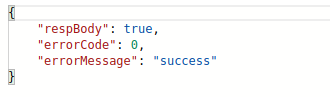 {
    "respBody": true,
    "errorCode": 0,
    "errorMessage": "success"
}